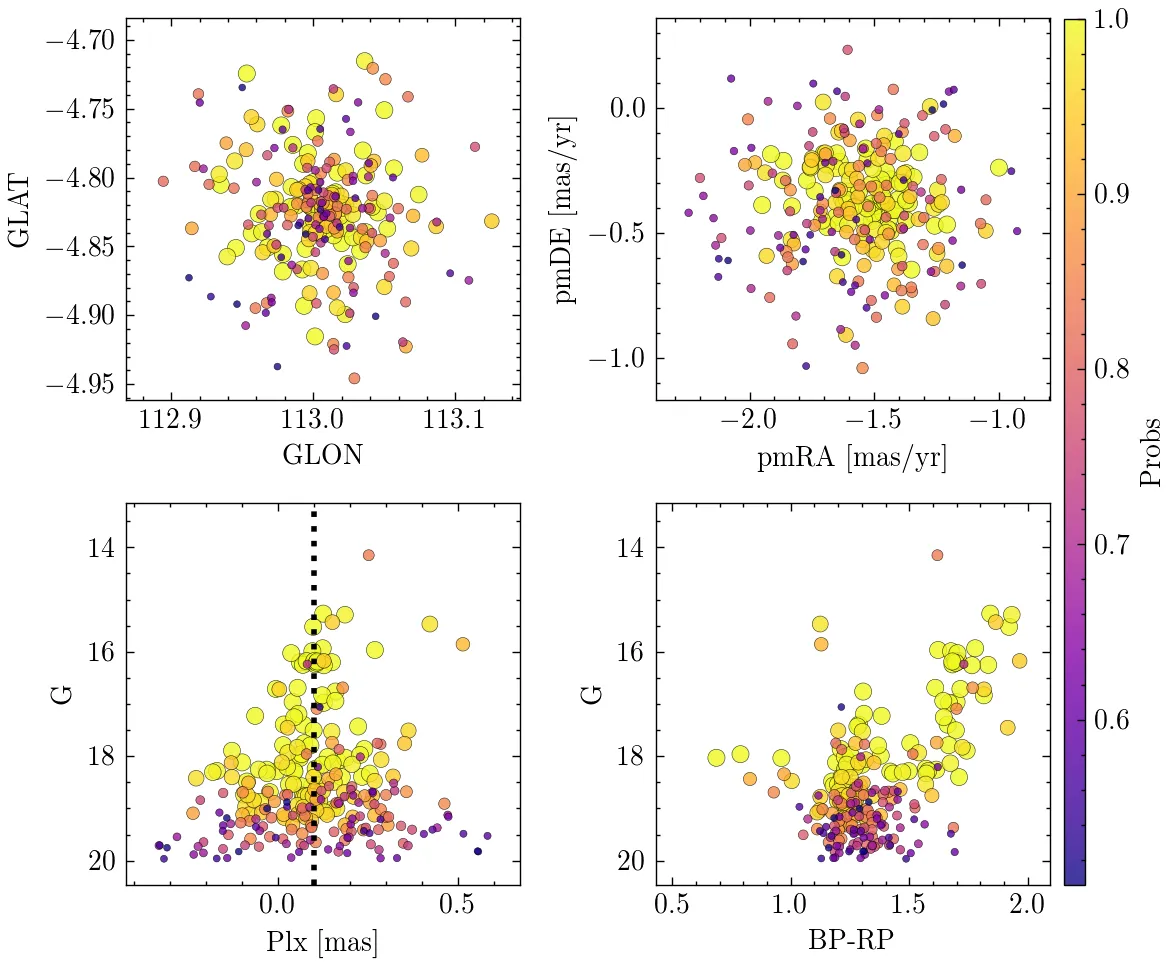 −4.70
−4.75
−4.80
−4.85
−4.90
−4.95
GLAT
112.9 113.0 113.1
GLON
0.0
−0.5
−1.0
pmDE [mas/yr]
−2.0 −1.5 −1.0
pmRA [mas/yr]
14
16
18
20
G
0.0 0.5
Plx [mas]
14
16
18
20
G
0.5 1.0 1.5 2.0
BP-RP
1.0
0.9
0.8
0.7
0.6
Probs